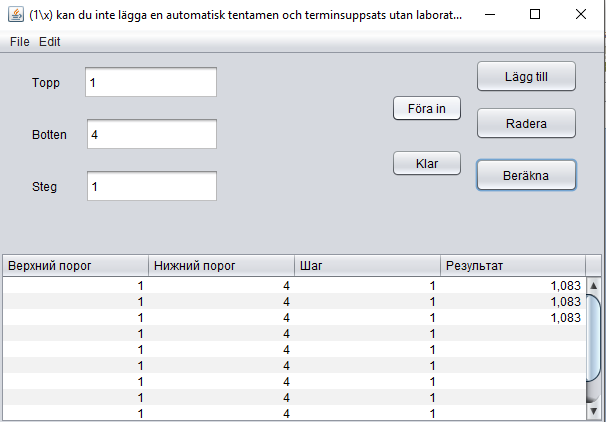 (1\x) kan du inte lägga en automatisk tentamen och terminsuppsats utan laborat...
File Edit
Topp 1
Lägg till
Föra in
Botten 4
Radera
Klar
Steg 1
Beräkna
Верхний порог Нижний порог Шаг Результат
1 4 1 1,083
1 4 1 1,083
1 4 1 1,083
1 4 1
1 4 1
1 4 1
1 4 1
1 4 1
1 4 1